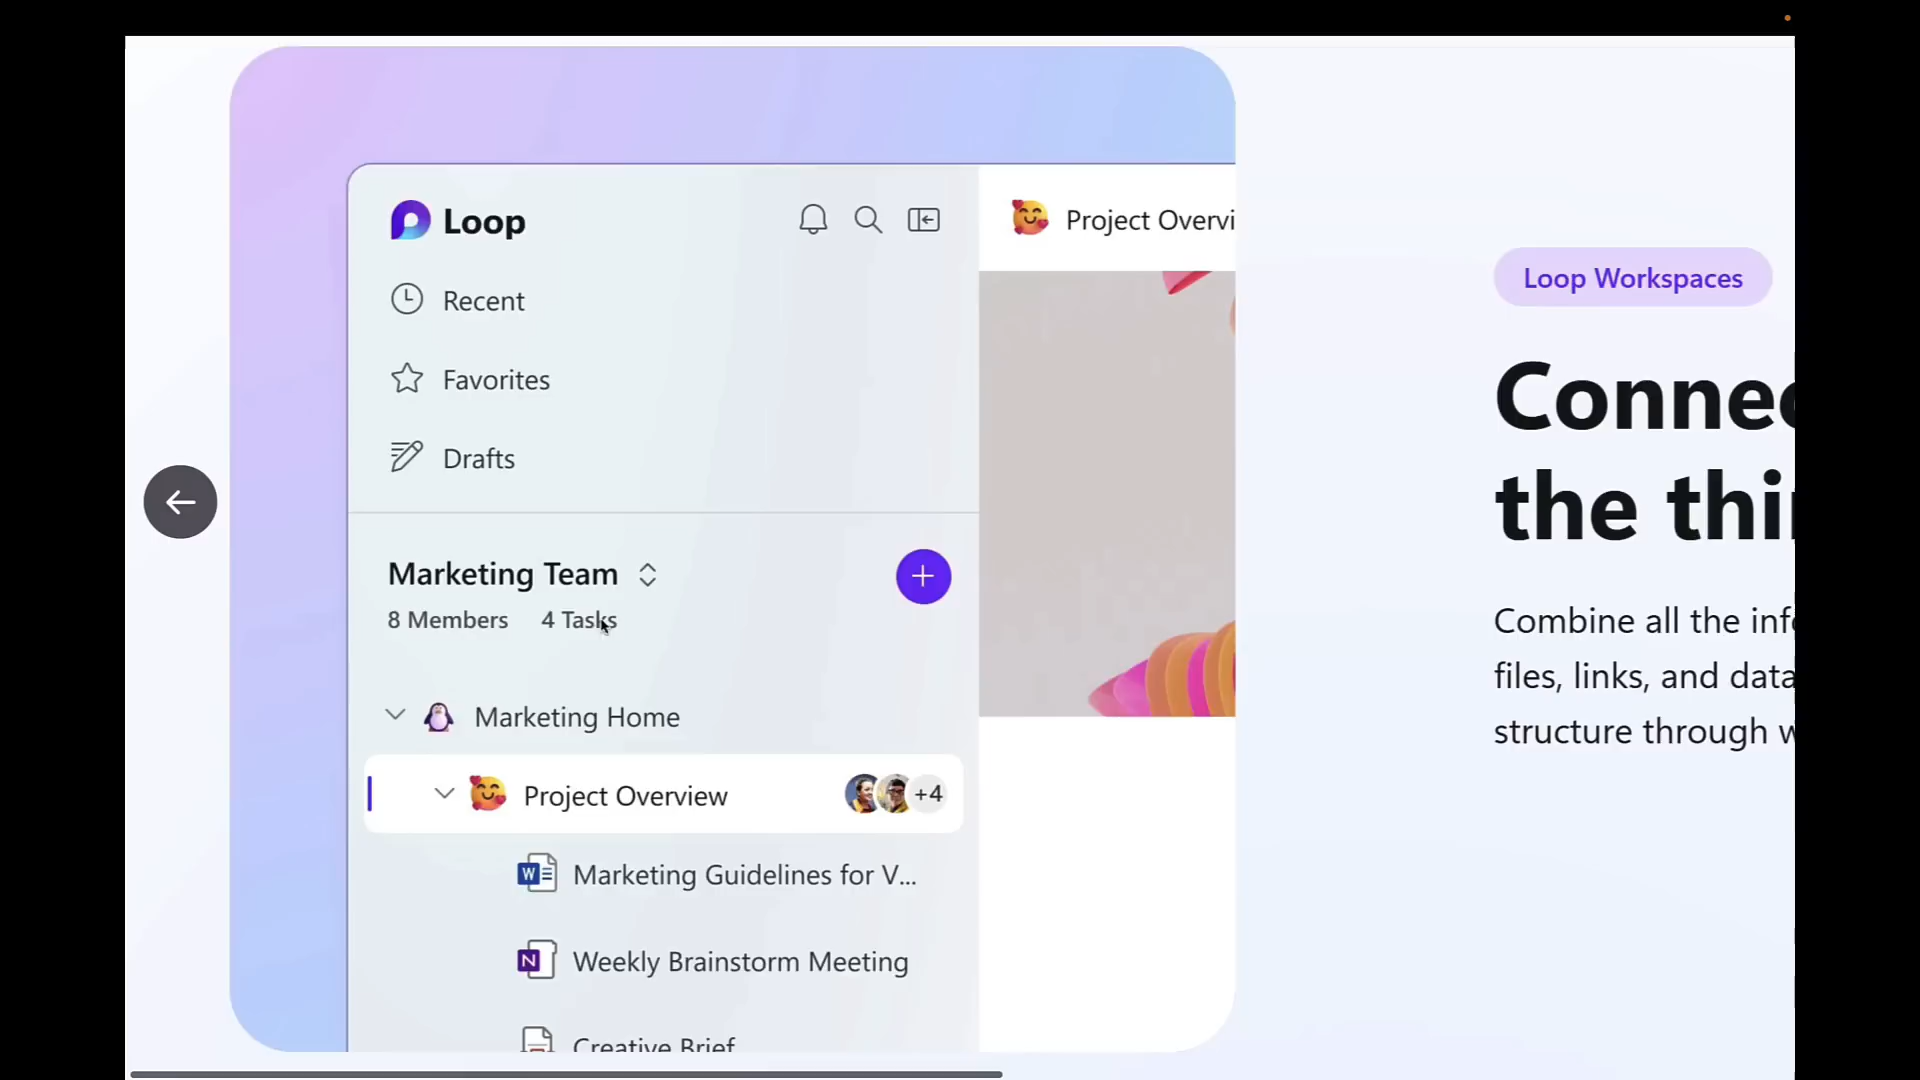 Loop
Recent
Favorites
Drafts
Marketing Team
8 Members 4 Tasks
Marketing Home
Project Overview +4
W Marketing Guidelines for V...
N Weekly Brainstorm Meeting
Creative Brief
Project Overvi
Loop Workspaces
Connec
the thi
Combine all the inf
files, links, and data
structure through